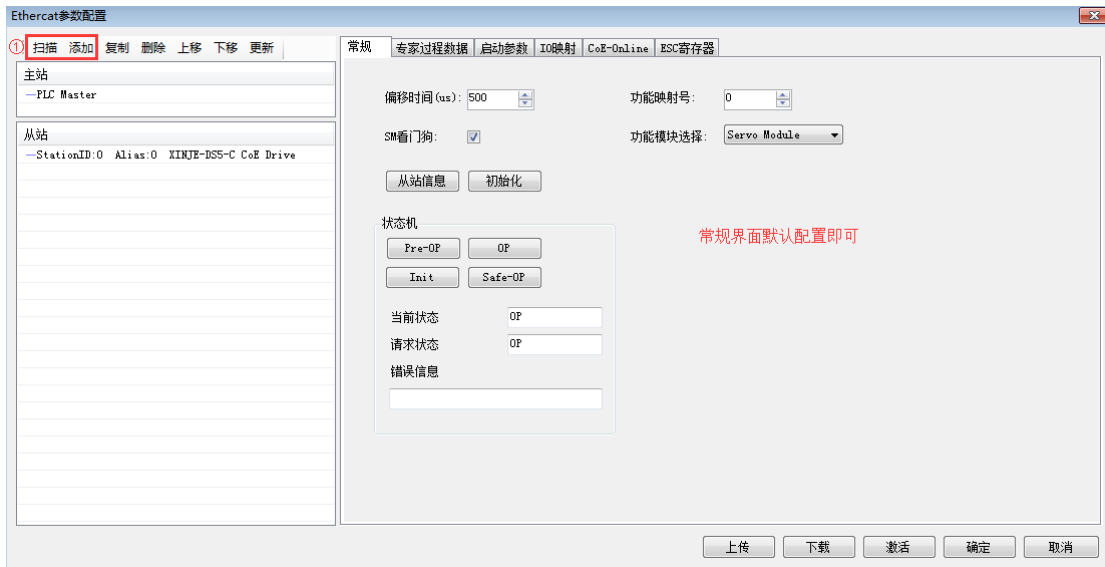 Ethercat参数配置
① 扫描 添加 复制 删除 上移 下移 更新
主站
PLC Master
从站
StationID:0 Alias:0 XINJE-DS5-C CoE Drive
常规 专家过程数据 启动参数 IO映射 CoE-Online ESC寄存器
偏移时间(us): 500 功能映射号: 0
SM看门狗: 功能模块选择: Servo Module
从站信息 初始化
状态机
Pre-OP OP
常规界面默认配置即可
Init Safe-OP
当前状态 OP
请求状态 OP
错误信息
上传 下载 激活 确定 取消